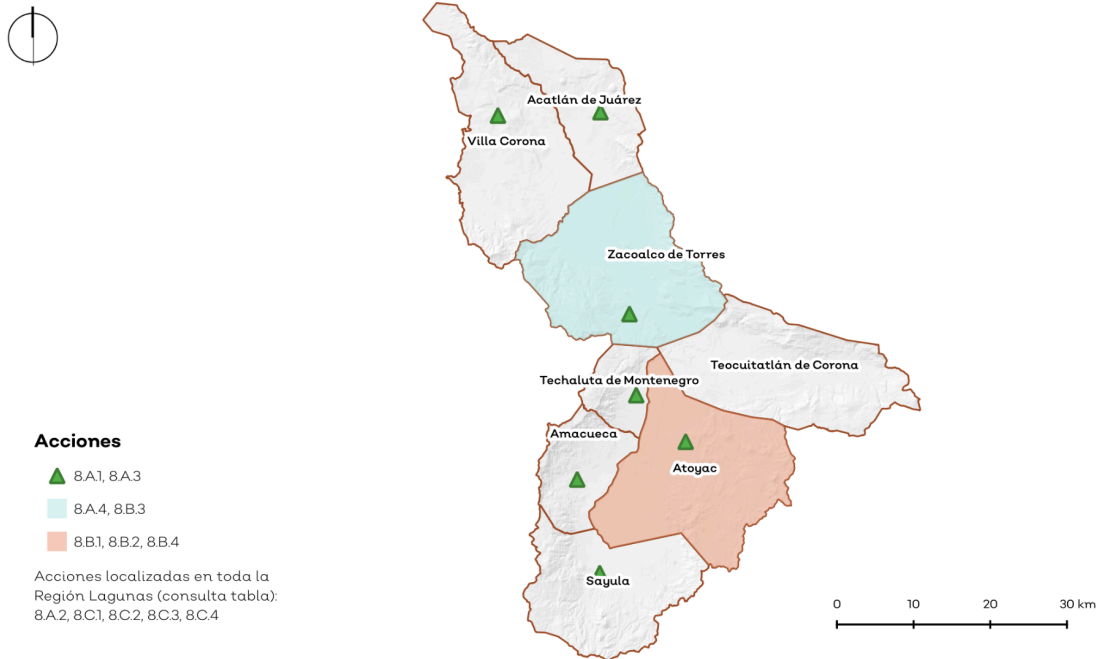 Acatlán de Juárez
Villa Corona
Zacoalco de Torres
Teocuitatlán de Corona
Techaluta de Montenegro
Amacueca
Atoyac
Sayula
Acciones
8.A.1, 8.A.3
8.A.4, 8.B.3
8.B.1, 8.B.2, 8.B.4
Acciones localizadas en toda la
Región Lagunas (consulta tabla):
8.A.2, 8.C.1, 8.C.2, 8.C.3, 8.C.4
0 10 20 30 km